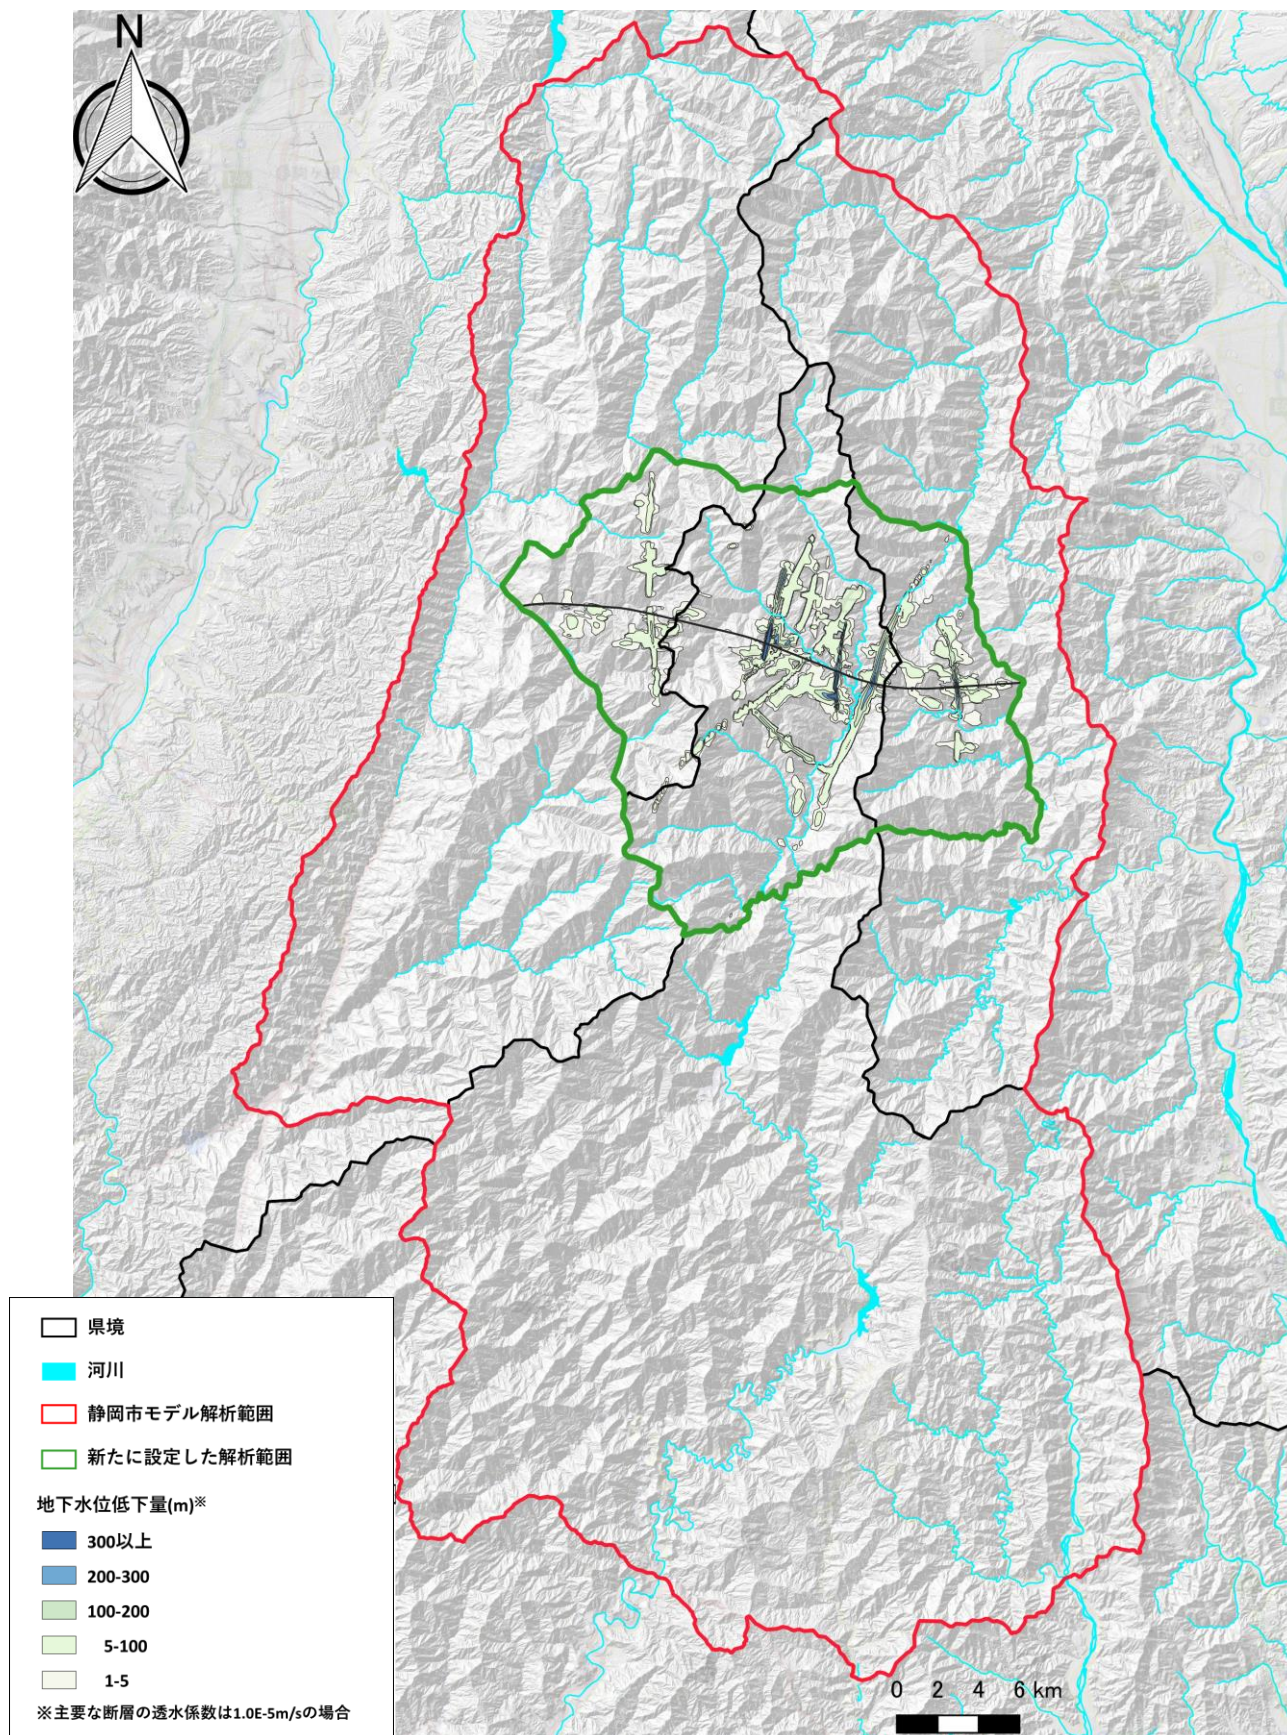 N
県境
河川
静岡市モデル解析範囲
新たに設定した解析範囲
地下水位低下量(m)※
300以上
200-300
100-200
5-100
1-5
※主要な断層の透水係数は1.0E-5m/sの場合
0 2 4 6 km